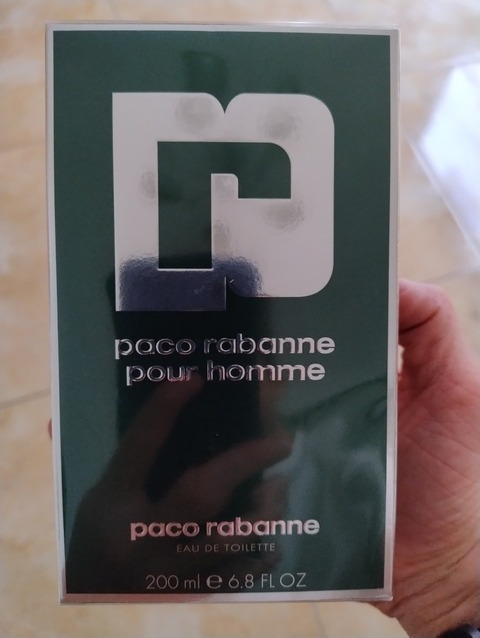 paco rabanne
pour homme
paco rabanne
EAU DE TOILETTE
200 ml e 6.8 FL OZ